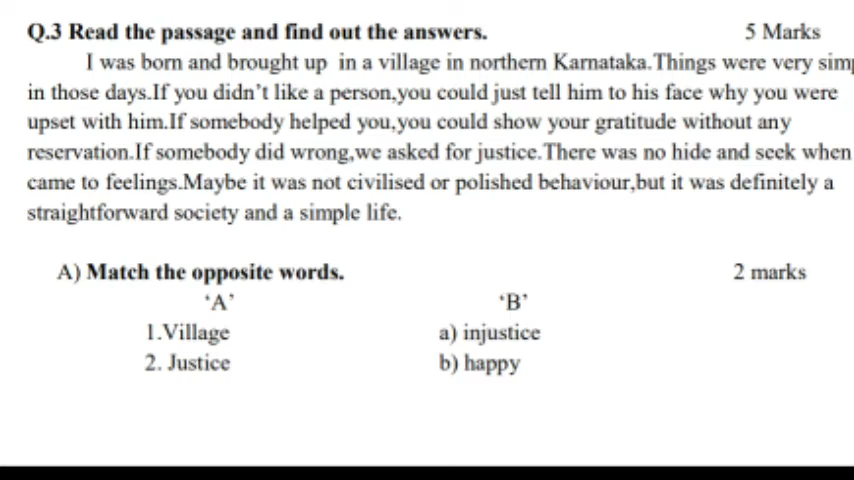 Q.3 Read the passage and find out the answers. 5 Marks
I was born and brought up in a village in northern Karnataka.Things were very simp
in those days.If you didn't like a person,you could just tell him to his face why you were
upset with him.If somebody helped you,you could show your gratitude without any
reservation.If somebody did wrong,we asked for justice.There was no hide and seek when
came to feelings.Maybe it was not civilised or polished behaviour,but it was definitely a
straightforward society and a simple life.
A) Match the opposite words. 2 marks
'A' 'B'
1.Village a) injustice
2. Justice b) happy